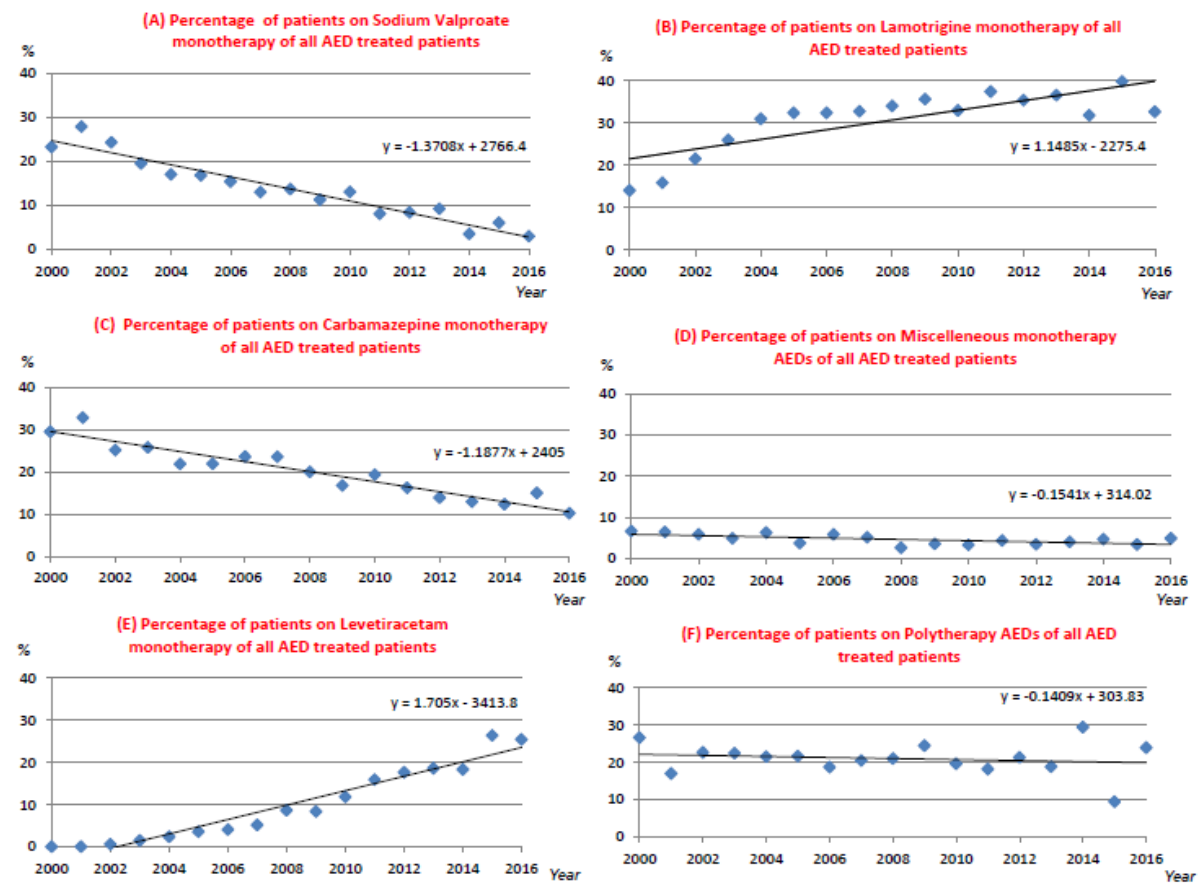 (A) Percentage of patients on Sodium Valproate
monotherapy of all AED treated patients
%
40
30
20
10
0
y = -1.3708x + 2766.4
2000 2002 2004 2006 2008 2010 2012 2014 2016
Year
(B) Percentage of patients on Lamotrigine monotherapy of all
AED treated patients
%
40
30
20
10
0
y = 1.1485x - 2275.4
2000 2002 2004 2006 2008 2010 2012 2014 2016
Year
(C) Percentage of patients on Carbamazepine monotherapy
of all AED treated patients
%
40
30
20
10
0
y = -1.1877x + 2405
2000 2002 2004 2006 2008 2010 2012 2014 2016
Year
(D) Percentage of patients on Miscelleneous monotherapy
AEDs of all AED treated patients
%
40
30
20
10
0
y = -0.1541x + 314.02
2000 2002 2004 2006 2008 2010 2012 2014 2016
Year
(E) Percentage of patients on Levetiracetam
monotherapy of all AED treated patients
%
40
30
20
10
0
y = 1.705x - 3413.8
2000 2002 2004 2006 2008 2010 2012 2014 2016
Year
(F) Percentage of patients on Polytherapy AEDs of all AED
treated patients
%
40
30
20
10
0
y = -0.1409x + 303.83
2000 2002 2004 2006 2008 2010 2012 2014 2016
Year